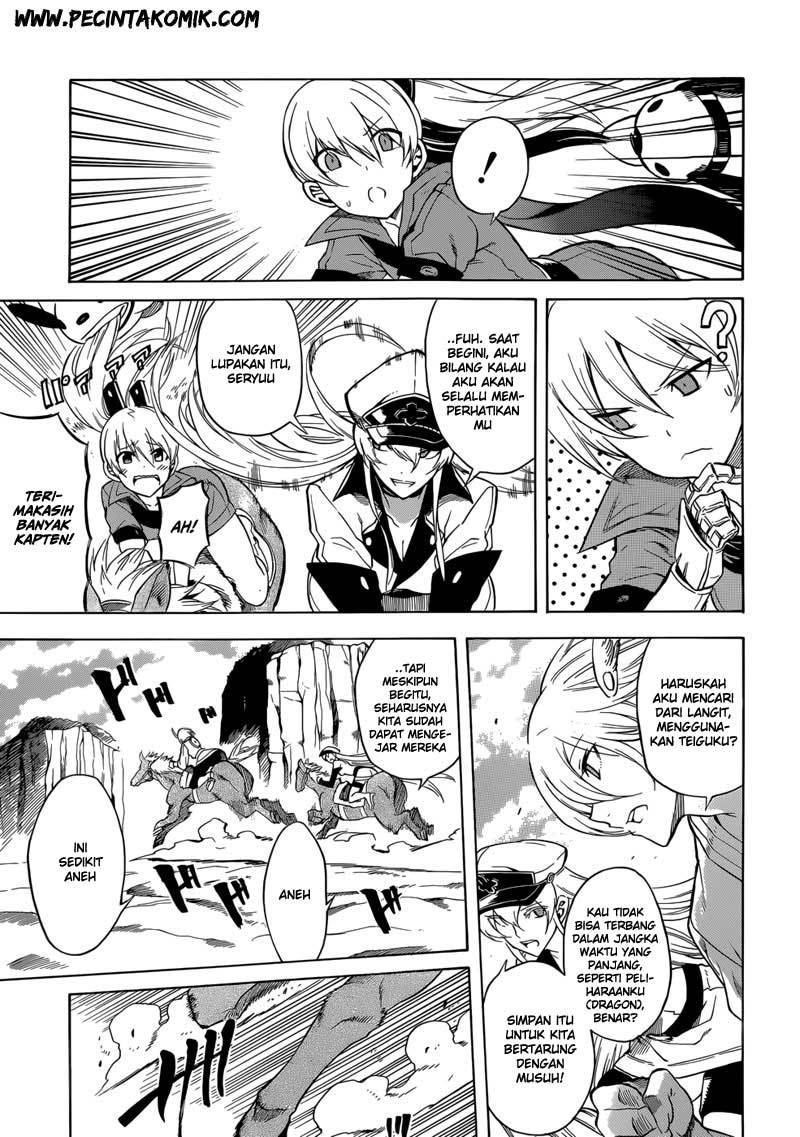 WWW.PECINTAKOMIK.COM
!
?
..FUH. SAAT
BEGINI, AKU
BILANG KALAU
AKU AKAN
SELALU MEM-
PERHATIKAN
MU
JANGAN
LUPAKAN ITU,
SERYUU
AH!
TERI-
MAKASIH
BANYAK
KAPTEN!
HARUSKAH
AKU MENCARI
DARI LANGIT,
MENGGUNA-
KAN TEIGUKU?
KAU TIDAK
BISA TERBANG
DALAM JANGKA
WAKTU YANG
PANJANG,
SEPERTI PELI-
HARAANKU
(DRAGON),
BENAR?
SIMPAN ITU
UNTUK KITA
BERTARUNG
DENGAN
MUSUH!
..TAPI
MESKIPUN
BEGITU,
SEHARUSNYA
KITA SUDAH
DAPAT MENGE-
JAR MEREKA
ANEH
INI
SEDIKIT
ANEH